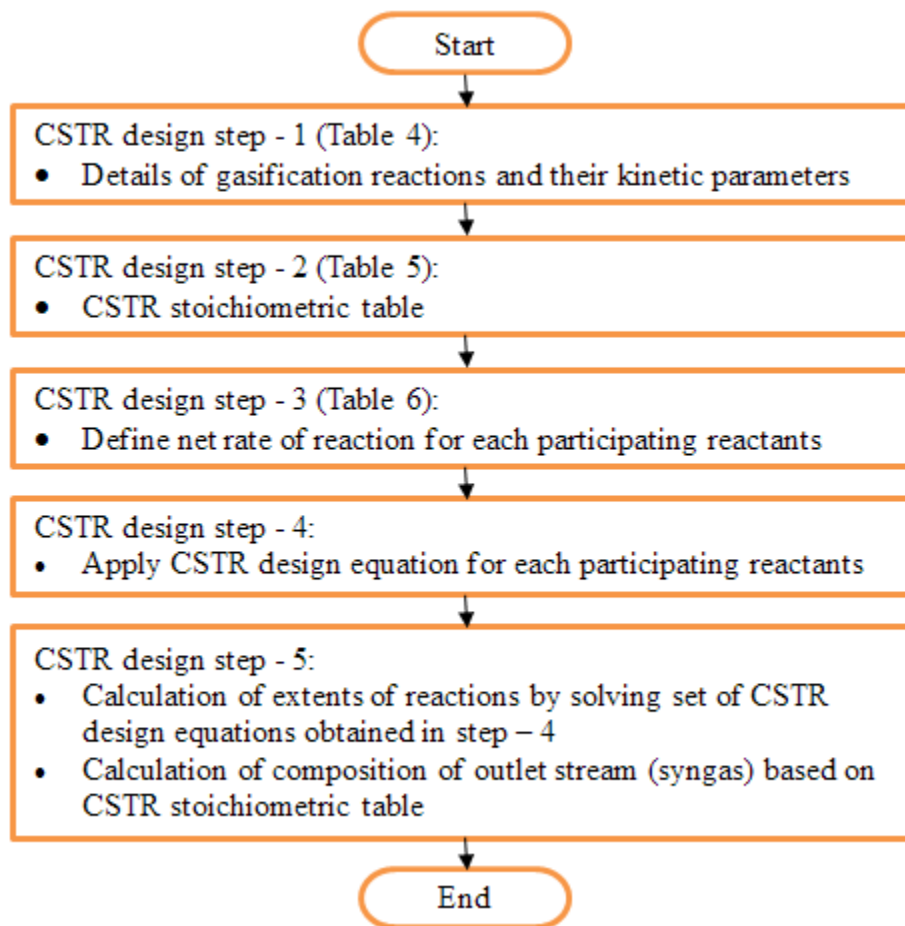 Start
CSTR design step - 1 (Table 4):
• Details of gasification reactions and their kinetic parameters
CSTR design step - 2 (Table 5):
• CSTR stoichiometric table
CSTR design step - 3 (Table 6):
• Define net rate of reaction for each participating reactants
CSTR design step - 4:
• Apply CSTR design equation for each participating reactants
CSTR design step - 5:
• Calculation of extents of reactions by solving set of CSTR
design equations obtained in step – 4
• Calculation of composition of outlet stream (syngas) based on
CSTR stoichiometric table
End